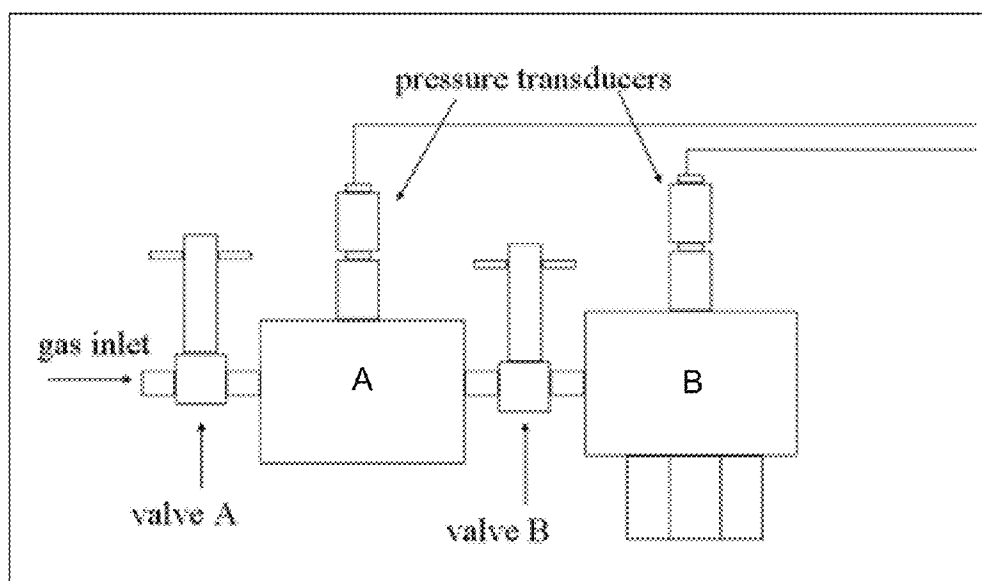 pressure transducers
gas inlet
A
B
valve A
valve B